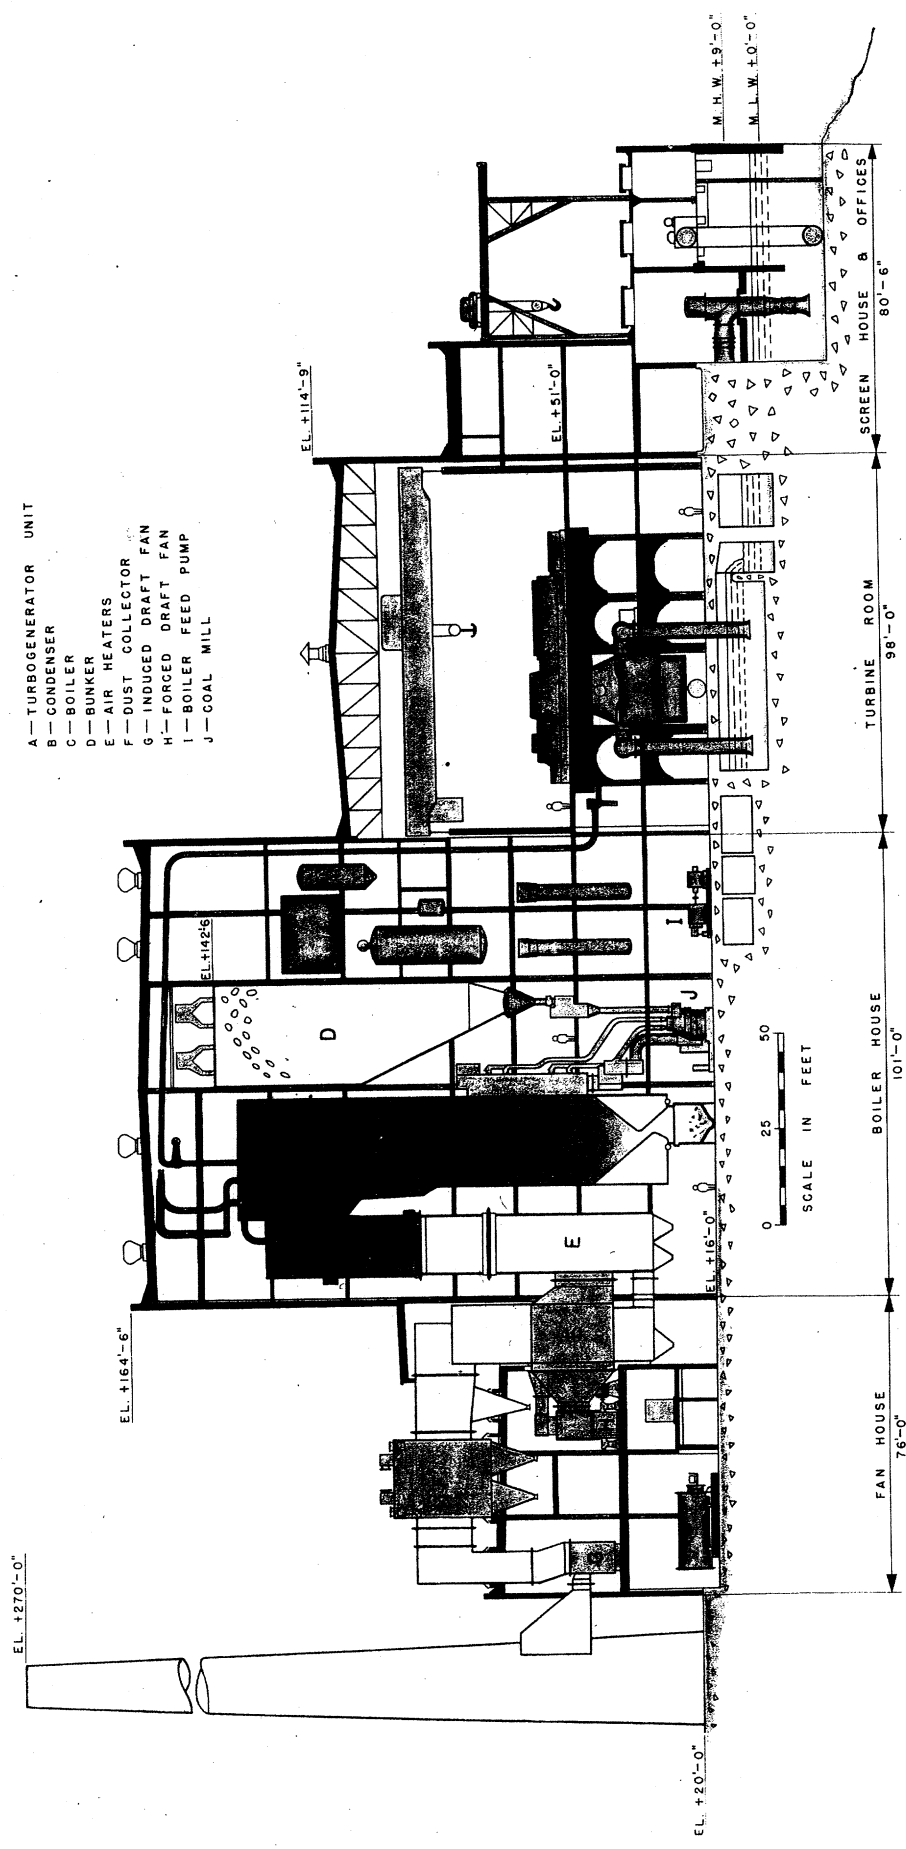 A — TURBOGENERATOR UNIT
B — CONDENSER
C — BOILER
D — BUNKER
E — AIR HEATERS
F — DUST COLLECTOR
G — INDUCED DRAFT FAN
H — FORCED DRAFT FAN
I — BOILER FEED PUMP
J — COAL MILL
EL. +270'-0"
EL. +164'-6"
EL. +142'-6"
EL. +114'-9"
EL. +51'-0"
M. H. W. +9'-0"
M. L. W. +0'-0"
D
E
G
I
J
EL. +16'-0"
EL. +20'-0"
0 25 50
SCALE IN FEET
FAN HOUSE
76'-0"
BOILER HOUSE
101'-0"
TURBINE ROOM
98'-0"
SCREEN HOUSE & OFFICES
80'-6"